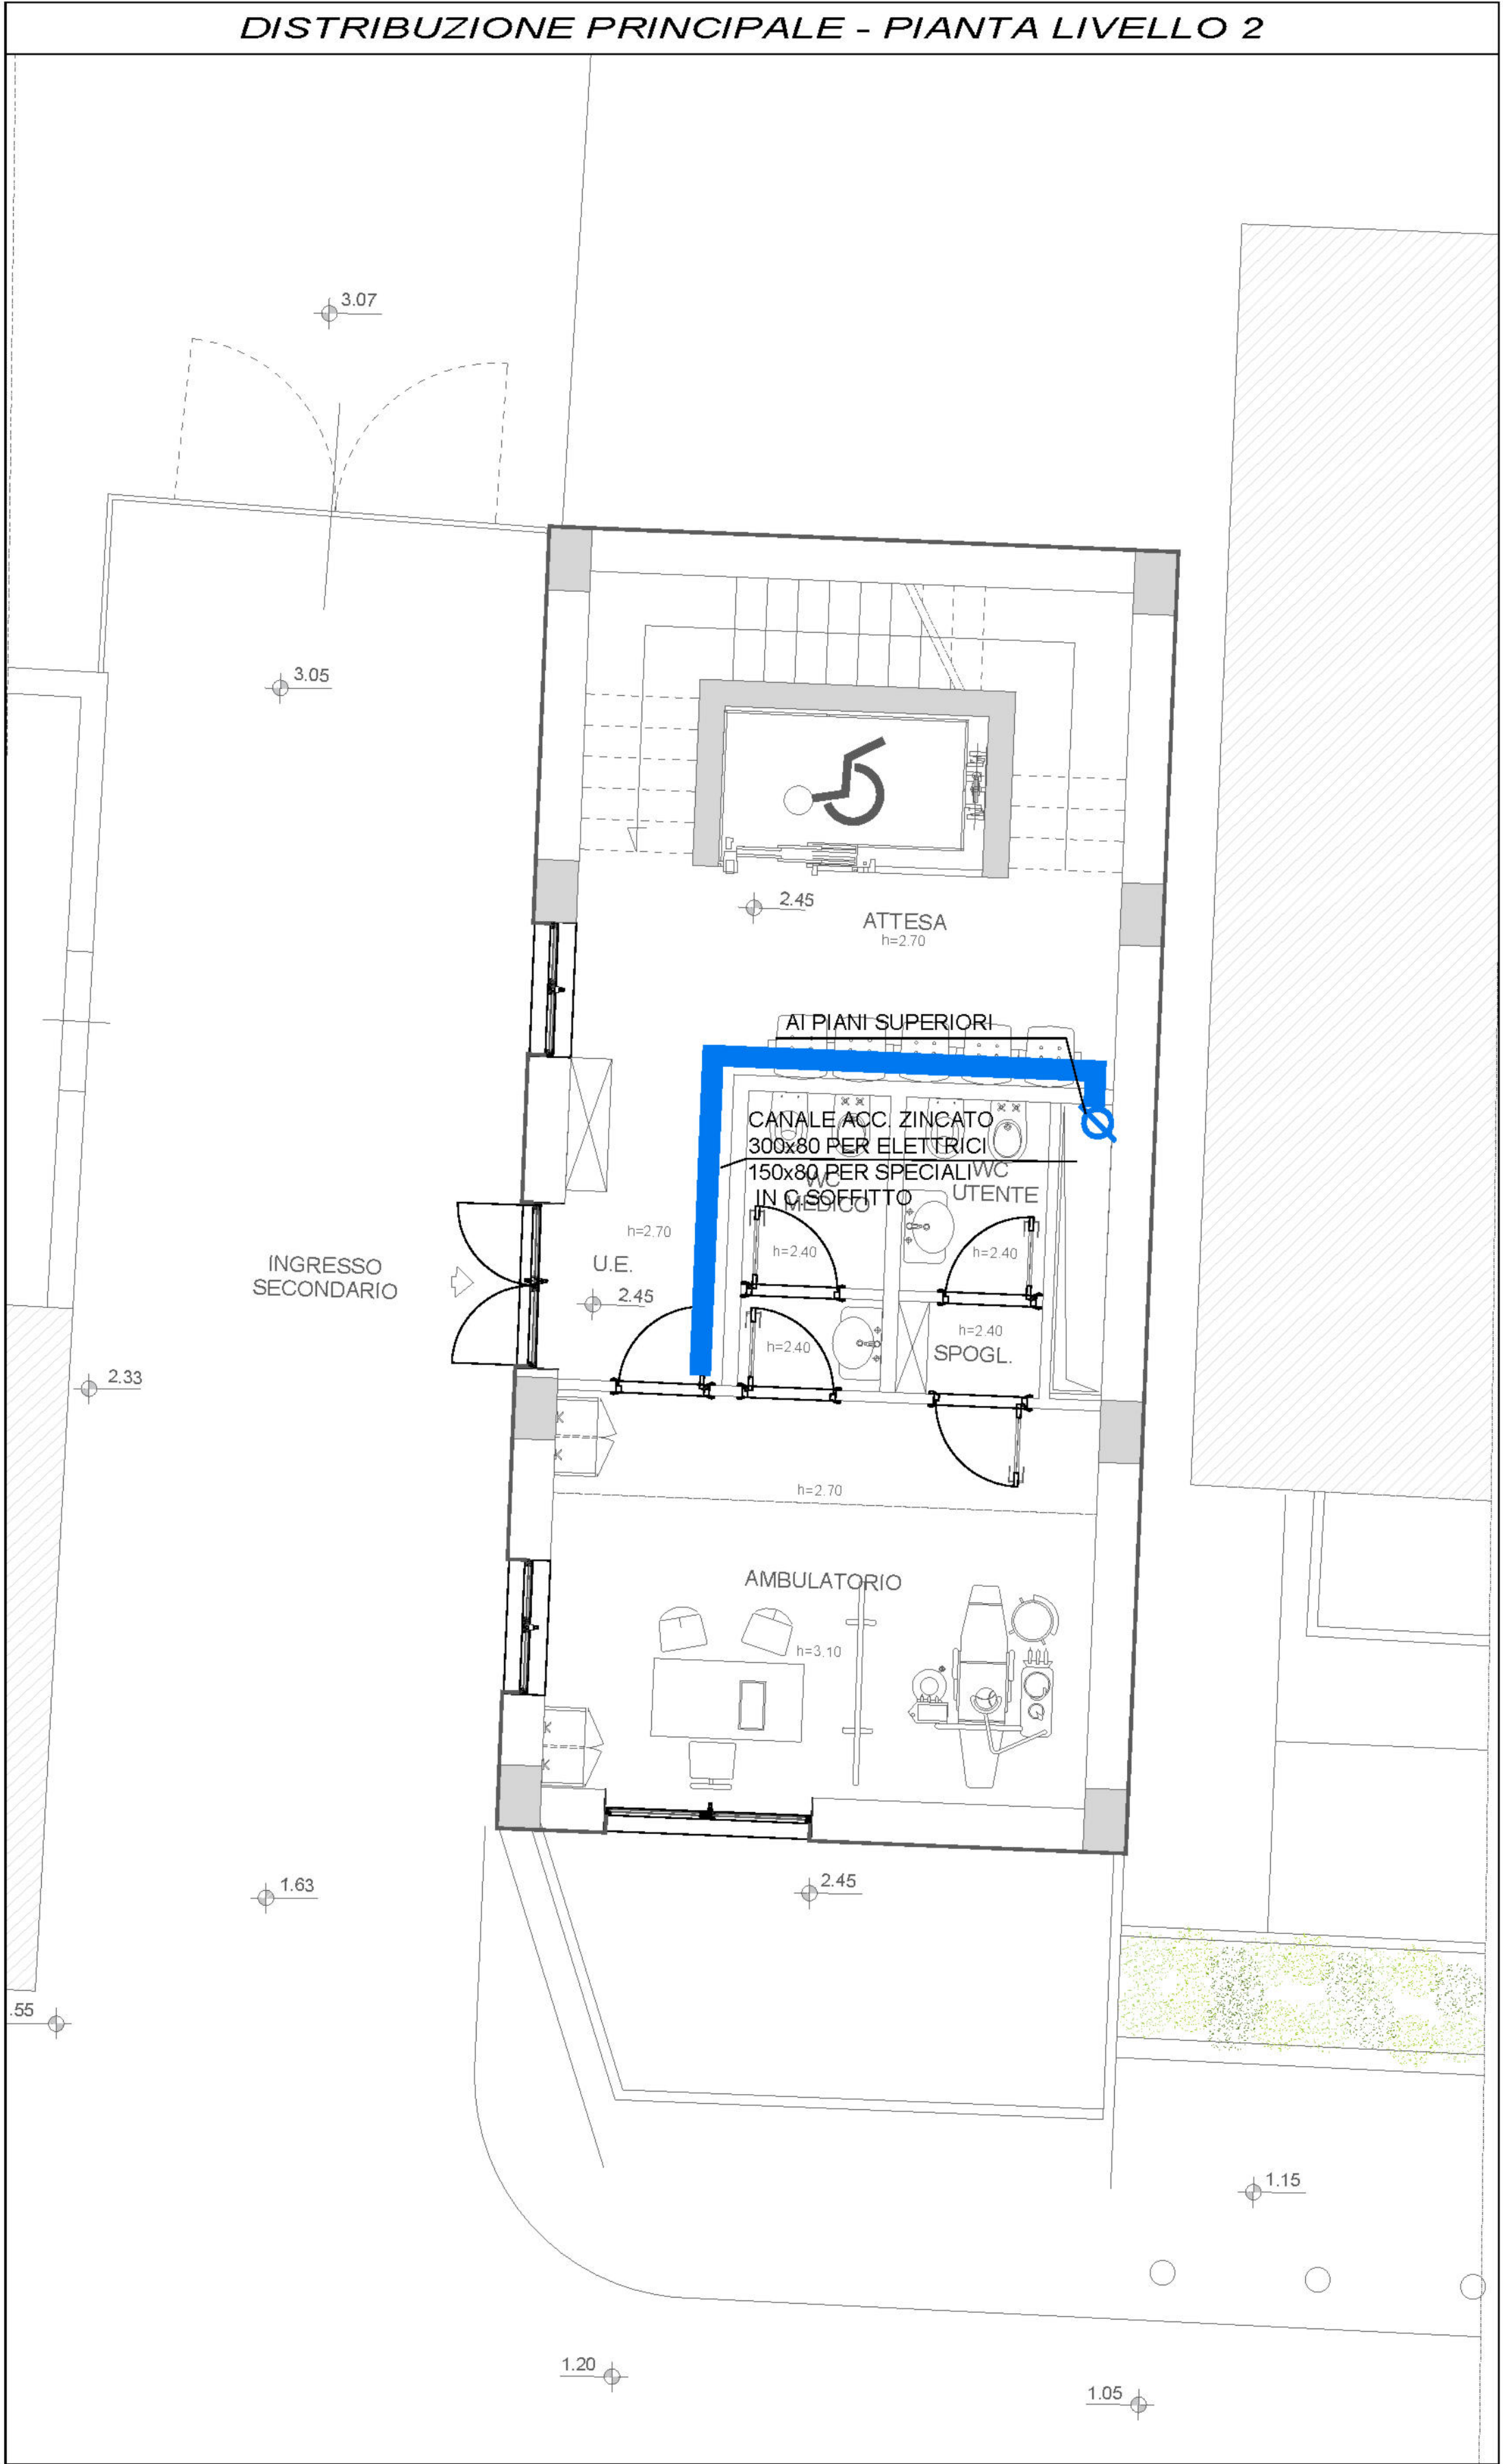 DISTRIBUZIONE PRINCIPALE - PIANTA LIVELLO 2
3.07
3.05
2.45
ATTESA
h=2.70
AI PIANI SUPERIORI
CANALE ACC. ZINCATO
300x80 PER ELETTRICI
150x80 PER SPECIALI
IN C.SOFFITTO
WC
MEDICO
WC
UTENTE
h=2.70
h=2.40
h=2.40
U.E.
2.45
INGRESSO
SECONDARIO
h=2.40
h=2.40
SPOGL.
2.33
K
K
h=2.70
AMBULATORIO
h=3.10
K
K
1.63
2.45
.55
1.15
1.20
1.05